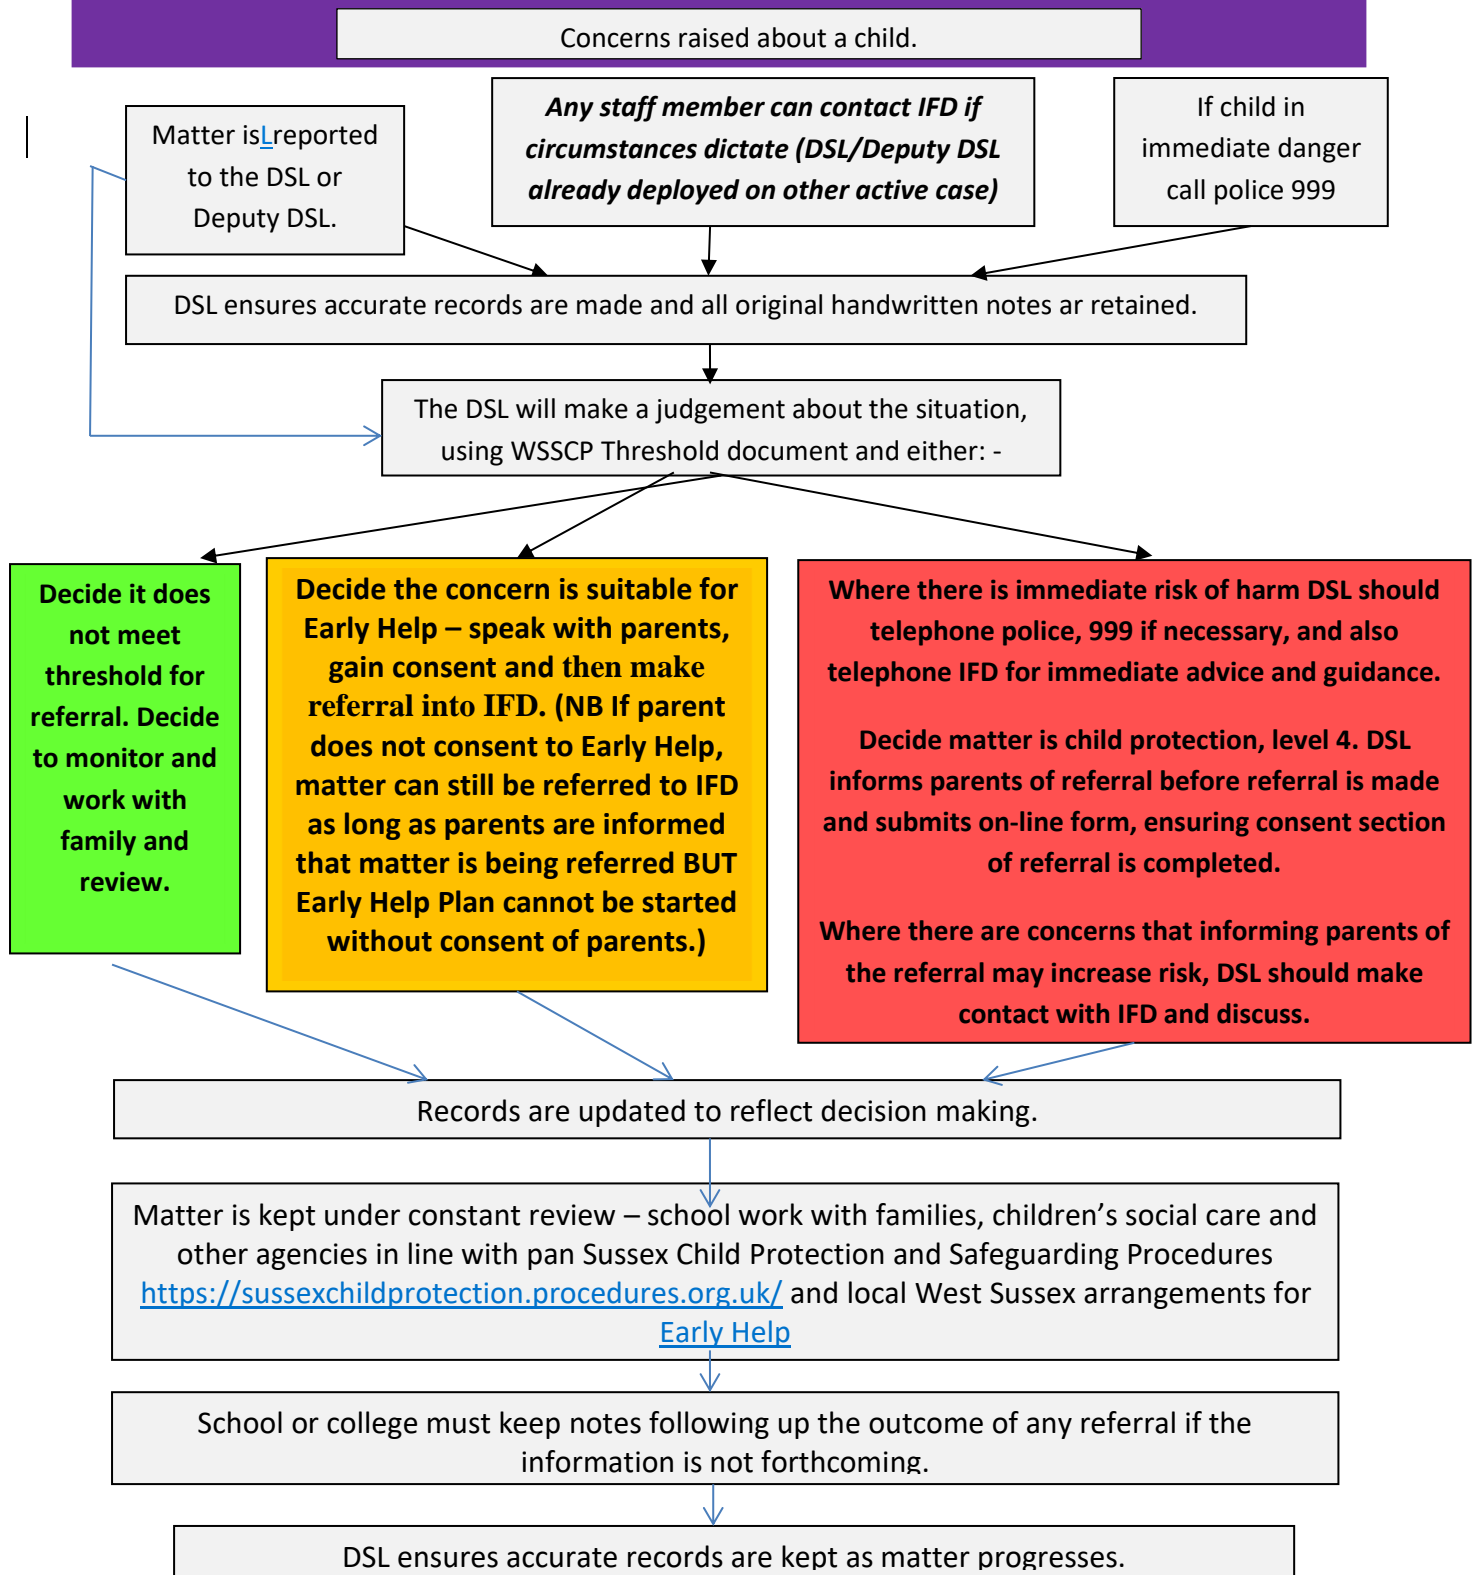 Concerns raised about a child.
Matter isLreported
to the DSL or
Deputy DSL.
Any staff member can contact IFD if
circumstances dictate (DSL/Deputy DSL
already deployed on other active case)
If child in
immediate danger
call police 999
DSL ensures accurate records are made and all original handwritten notes ar retained.
The DSL will make a judgement about the situation,
using WSSCP Threshold document and either: -
Decide it does
not meet
threshold for
referral. Decide
to monitor and
work with
family and
review.
Decide the concern is suitable for
Early Help – speak with parents,
gain consent and then make
referral into IFD. (NB If parent
does not consent to Early Help,
matter can still be referred to IFD
as long as parents are informed
that matter is being referred BUT
Early Help Plan cannot be started
without consent of parents.)
Where there is immediate risk of harm DSL should
telephone police, 999 if necessary, and also
telephone IFD for immediate advice and guidance.
Decide matter is child protection, level 4. DSL
informs parents of referral before referral is made
and submits on-line form, ensuring consent section
of referral is completed.
Where there are concerns that informing parents of
the referral may increase risk, DSL should make
contact with IFD and discuss.
Records are updated to reflect decision making.
Matter is kept under constant review – school work with families, children’s social care and
other agencies in line with pan Sussex Child Protection and Safeguarding Procedures
https://sussexchildprotection.procedures.org.uk/ and local West Sussex arrangements for
Early Help
School or college must keep notes following up the outcome of any referral if the
information is not forthcoming.
DSL ensures accurate records are kept as matter progresses.